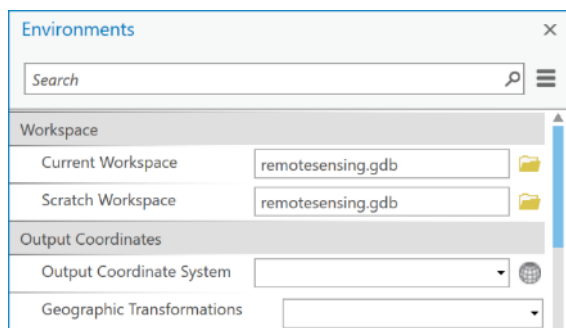 Environments
Search
Workspace
Current Workspace remotesensing.gdb
Scratch Workspace remotesensing.gdb
Output Coordinates
Output Coordinate System
Geographic Transformations